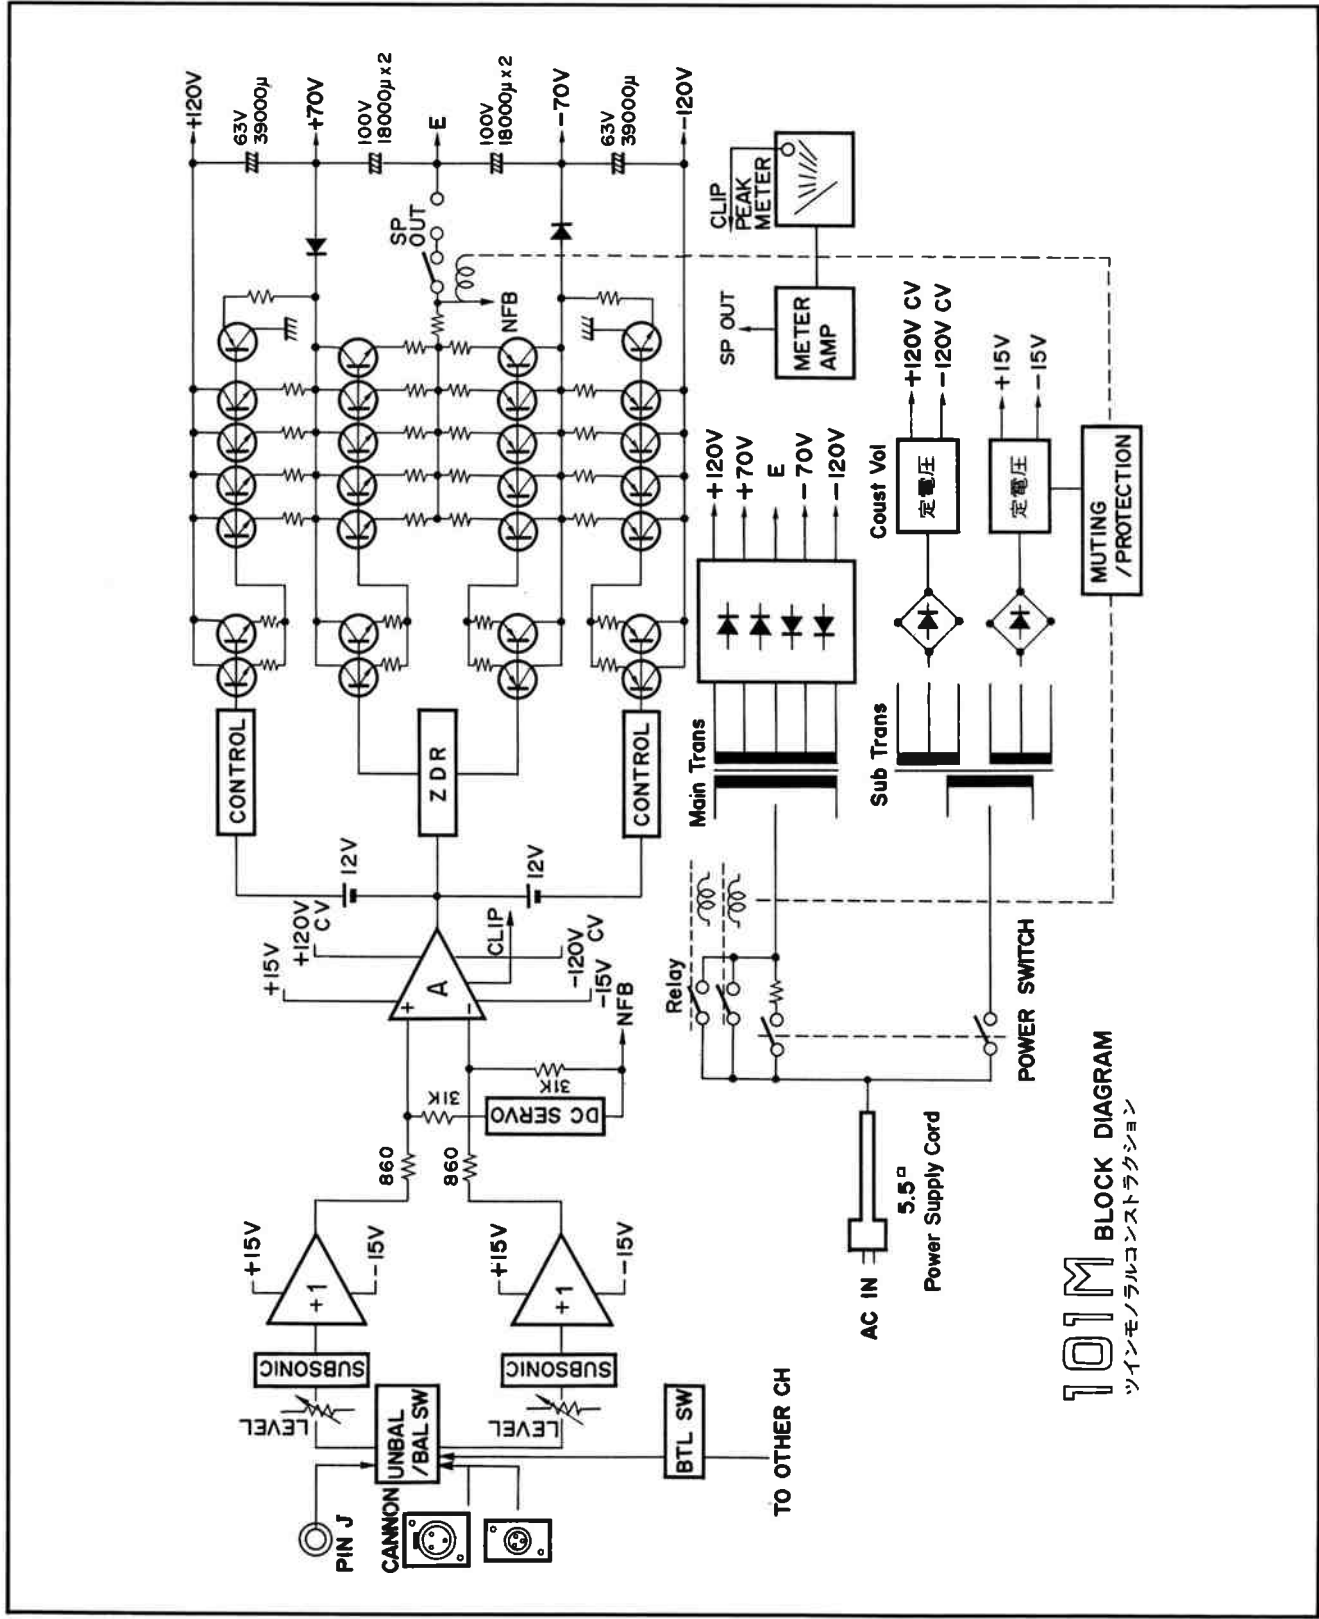 101M BLOCK DIAGRAM
ツインモノラルコンストラクション
PIN J
CANNON
UNBAL
/BAL SW
LEVEL
LEVEL
SUBSONIC
SUBSONIC
+1
+15V
-15V
+1
+15V
-15V
BTL SW
TO OTHER CH
860
860
31K
31K
DC SERVO
NFB
A
+
-
+15V
+120V
CV
CLIP
-120V
CV
-15V
12V
12V
CONTROL
ZDR
CONTROL
NFB
SP
OUT
+120V
63V
39000μ
+70V
100V
18000μx2
E
100V
18000μx2
-70V
63V
39000μ
-120V
CLIP
PEAK
METER
SP OUT
METER
AMP
AC IN
5.5□
Power Supply Cord
POWER SWITCH
Relay
Main Trans
+120V
+70V
E
-70V
-120V
Sub Trans
Coust Vol
定電圧
+120V CV
-120V CV
定電圧
+15V
-15V
MUTING
/PROTECTION